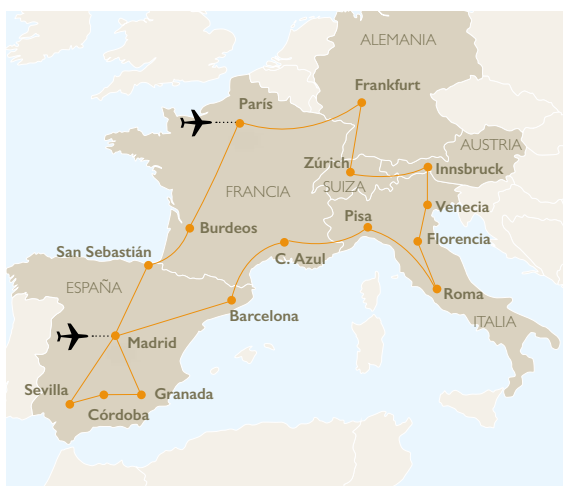 ALEMANIA
Frankfurt
París
AUSTRIA
Zúrich
Innsbruck
SUIZA
FRANCIA
Venecia
Pisa
Burdeos
Florencia
San Sebastián
C. Azul
ESPAÑA
Roma
Barcelona
ITALIA
Madrid
Sevilla
Granada
Córdoba